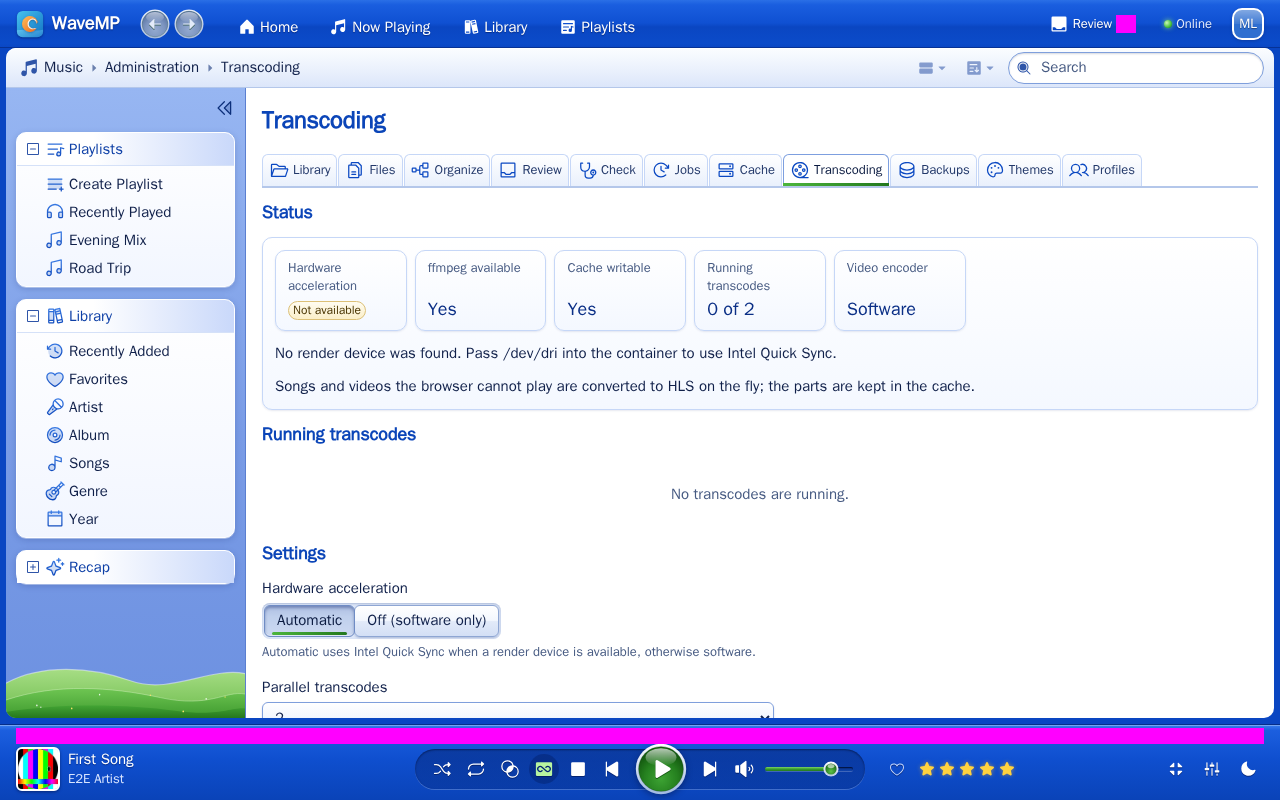 WaveMP
Home
Now Playing
Library
Playlists
Review
Online
ML
Music
Administration
Transcoding
Search
Playlists
Create Playlist
Recently Played
Evening Mix
Road Trip
Library
Recently Added
Favorites
Artist
Album
Songs
Genre
Year
Recap
Transcoding
Library
Files
Organize
Review
Check
Jobs
Cache
Transcoding
Backups
Themes
Profiles
Status
Hardware
acceleration
Not available
ffmpeg available
Yes
Cache writable
Yes
Running
transcodes
0 of 2
Video encoder
Software
No render device was found. Pass /dev/dri into the container to use Intel Quick Sync.
Songs and videos the browser cannot play are converted to HLS on the fly; the parts are kept in the cache.
Running transcodes
No transcodes are running.
Settings
Hardware acceleration
Automatic
Off (software only)
Automatic uses Intel Quick Sync when a render device is available, otherwise software.
Parallel transcodes
2
First Song
E2E Artist